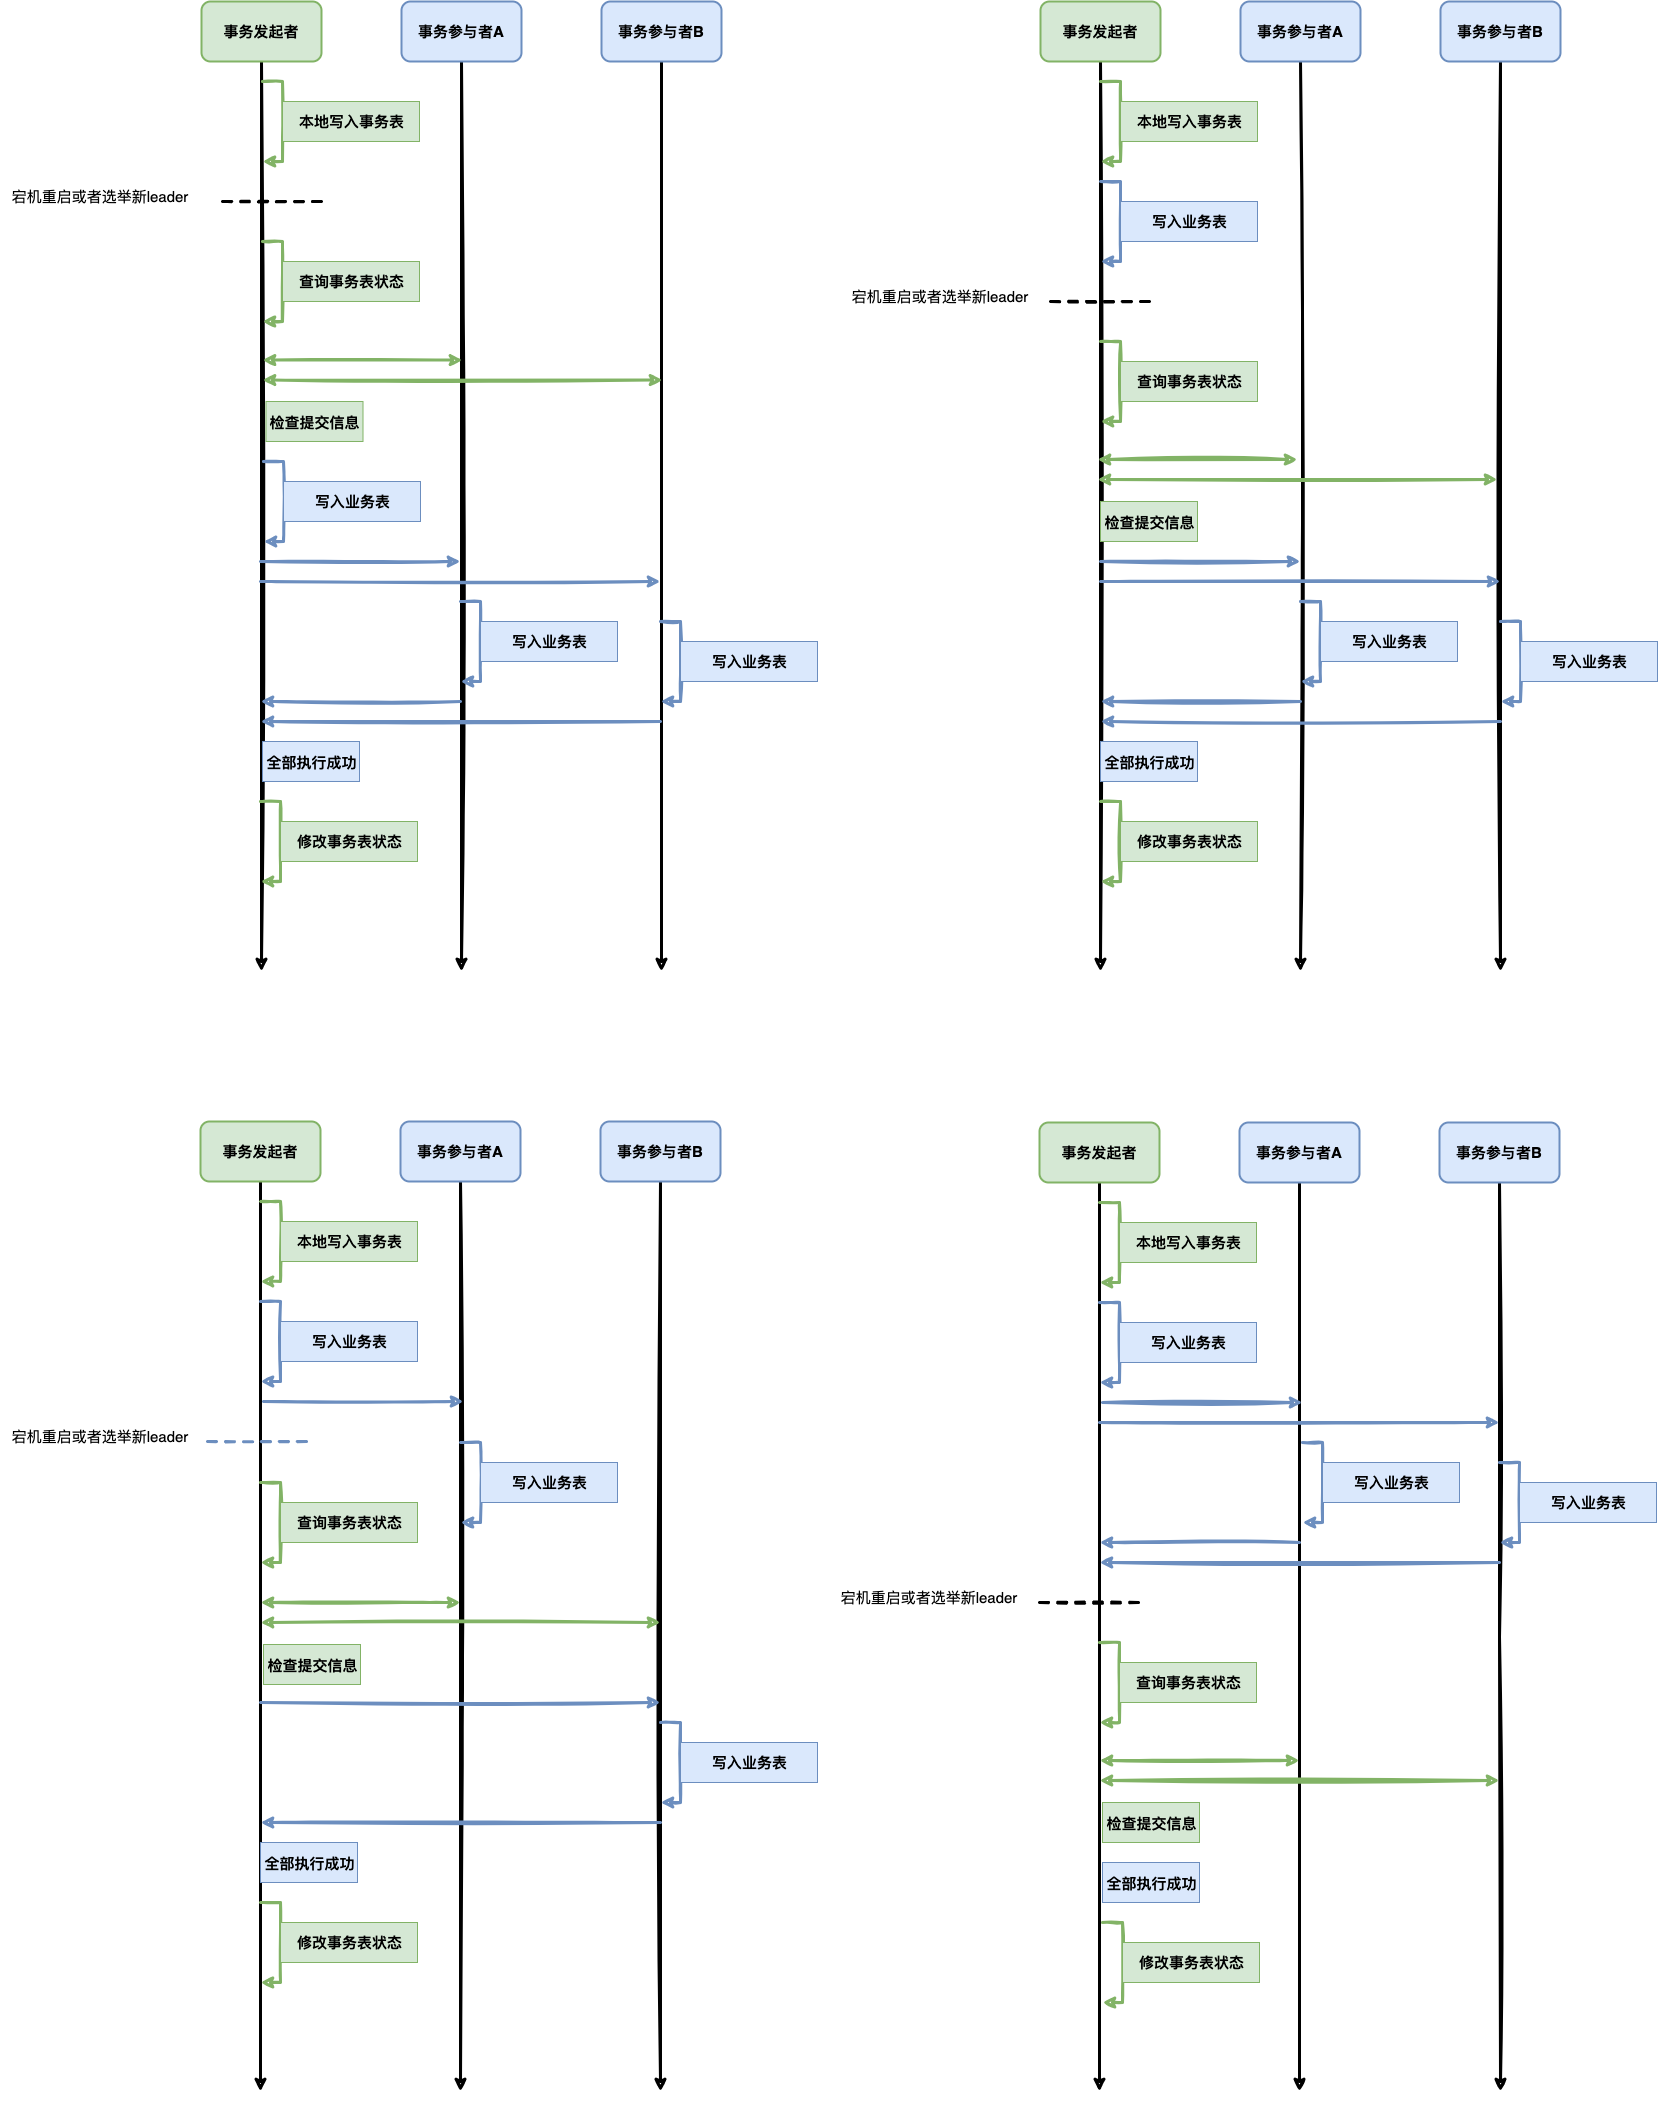 事务发起者
事务参与者A
事务参与者B
本地写入事务表
宕机重启或者选举新leader
查询事务表状态
检查提交信息
写入业务表
写入业务表
写入业务表
全部执行成功
修改事务表状态
事务发起者
事务参与者A
事务参与者B
本地写入事务表
写入业务表
宕机重启或者选举新leader
查询事务表状态
检查提交信息
写入业务表
写入业务表
全部执行成功
修改事务表状态
事务发起者
事务参与者A
事务参与者B
本地写入事务表
写入业务表
宕机重启或者选举新leader
写入业务表
查询事务表状态
检查提交信息
写入业务表
全部执行成功
修改事务表状态
事务发起者
事务参与者A
事务参与者B
本地写入事务表
写入业务表
写入业务表
写入业务表
宕机重启或者选举新leader
查询事务表状态
检查提交信息
全部执行成功
修改事务表状态